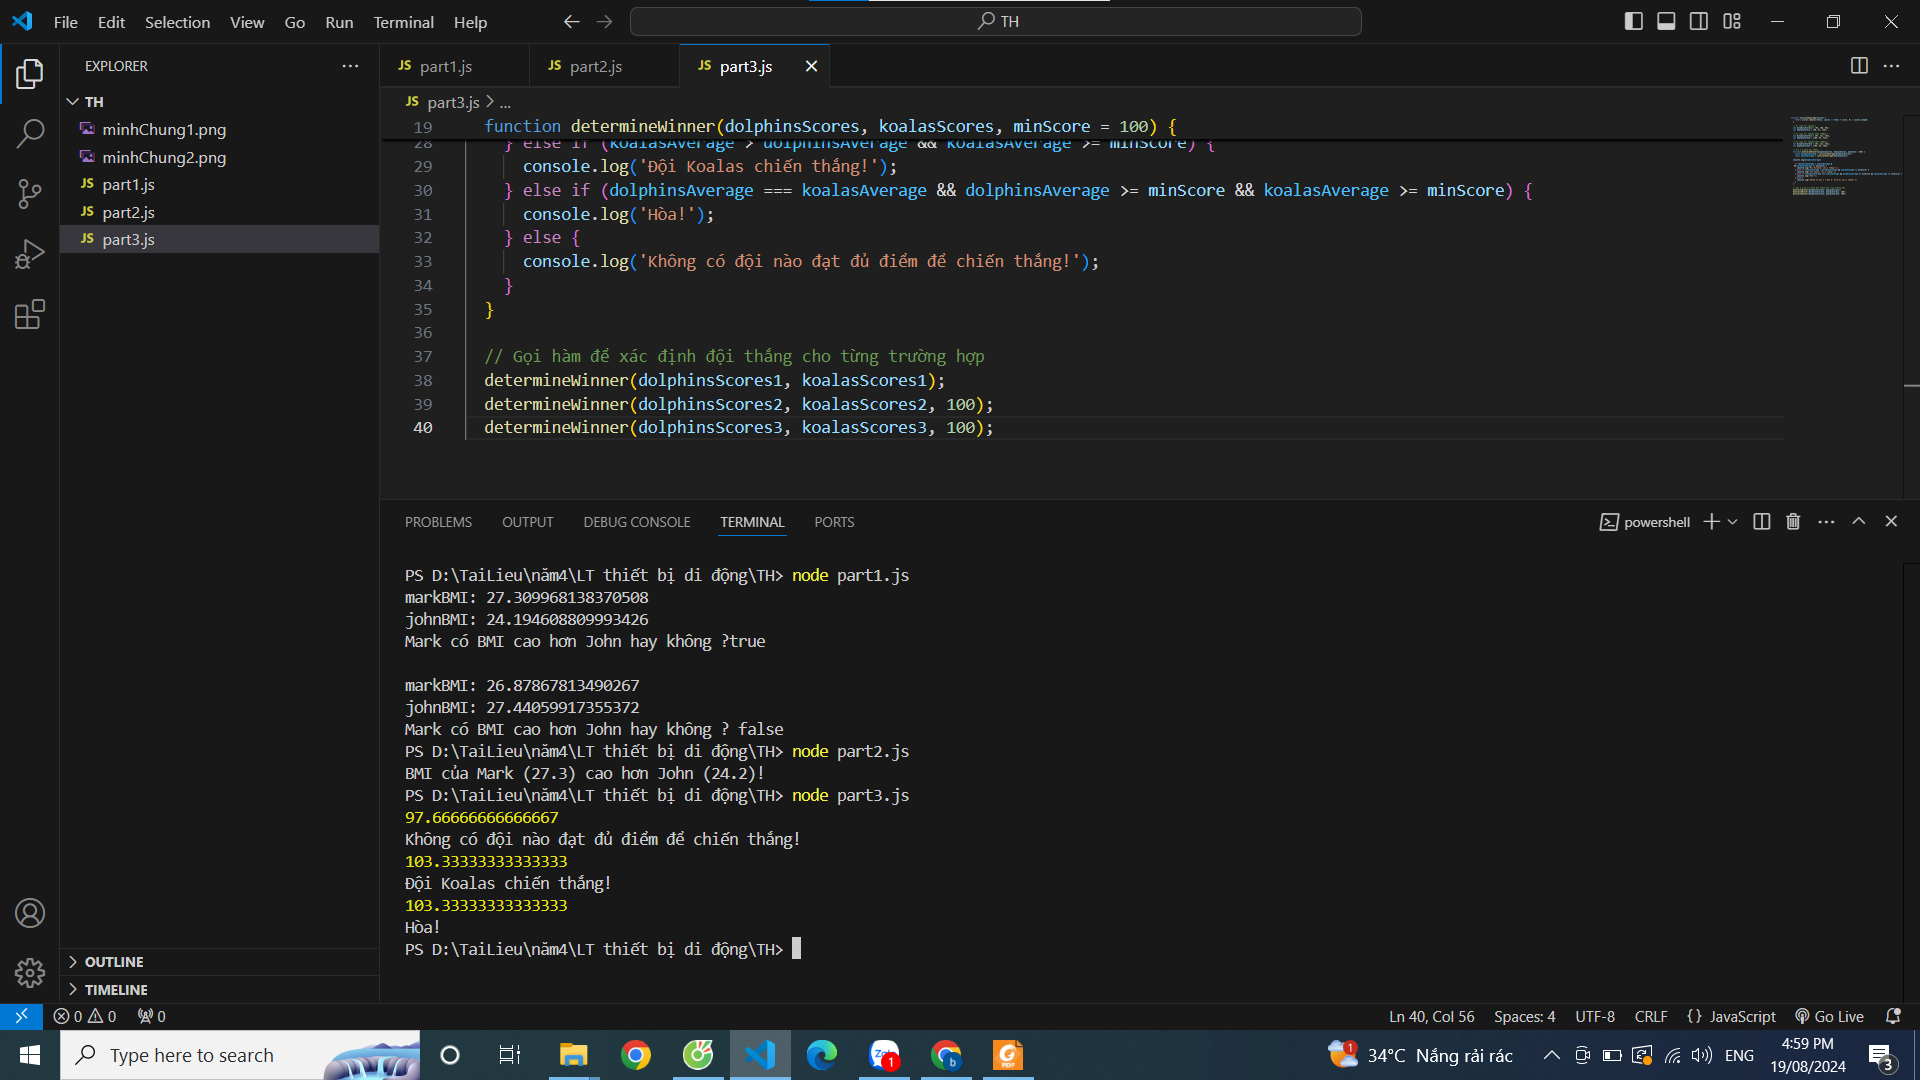 File Edit Selection View Go Run Terminal Help
TH
EXPLORER
TH
minhChung1.png
minhChung2.png
part1.js
part2.js
part3.js
OUTLINE
TIMELINE
JS part1.js
JS part2.js
JS part3.js
JS part3.js > ...
19 function determineWinner(dolphinsScores, koalasScores, minScore = 100) {
28 } else if (koalasAverage > dolphinsAverage && koalasAverage >= minScore) {
29 console.log('Đội Koalas chiến thắng!');
30 } else if (dolphinsAverage === koalasAverage && dolphinsAverage >= minScore && koalasAverage >= minScore) {
31 console.log('Hòa!');
32 } else {
33 console.log('Không có đội nào đạt đủ điểm để chiến thắng!');
34 }
35 }
36
37 // Gọi hàm để xác định đội thắng cho từng trường hợp
38 determineWinner(dolphinsScores1, koalasScores1);
39 determineWinner(dolphinsScores2, koalasScores2, 100);
40 determineWinner(dolphinsScores3, koalasScores3, 100);
PROBLEMS OUTPUT DEBUG CONSOLE TERMINAL PORTS
powershell
PS D:\TaiLieu\năm4\LT thiết bị di động\TH> node part1.js
markBMI: 27.309968138370508
johnBMI: 24.194608809993426
Mark có BMI cao hơn John hay không ?true
markBMI: 26.87867813490267
johnBMI: 27.44059917355372
Mark có BMI cao hơn John hay không ? false
PS D:\TaiLieu\năm4\LT thiết bị di động\TH> node part2.js
BMI của Mark (27.3) cao hơn John (24.2)!
PS D:\TaiLieu\năm4\LT thiết bị di động\TH> node part3.js
97.66666666666667
Không có đội nào đạt đủ điểm để chiến thắng!
103.33333333333333
Đội Koalas chiến thắng!
103.33333333333333
Hòa!
PS D:\TaiLieu\năm4\LT thiết bị di động\TH>
0 0 0
Ln 40, Col 56 Spaces: 4 UTF-8 CRLF {} JavaScript Go Live
Type here to search
34°C Nắng rải rác
ENG
4:59 PM
19/08/2024
3